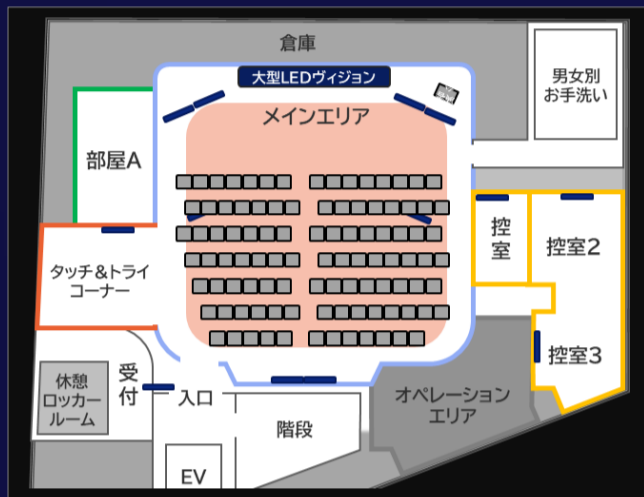 倉庫
大型LEDヴィジョン
男女別
お手洗い
メインエリア
部屋A
控
室
控室2
タッチ&トライ
コーナー
控室3
受
付
休憩
ロッカー
ルーム
入口
オペレーション
エリア
階段
EV